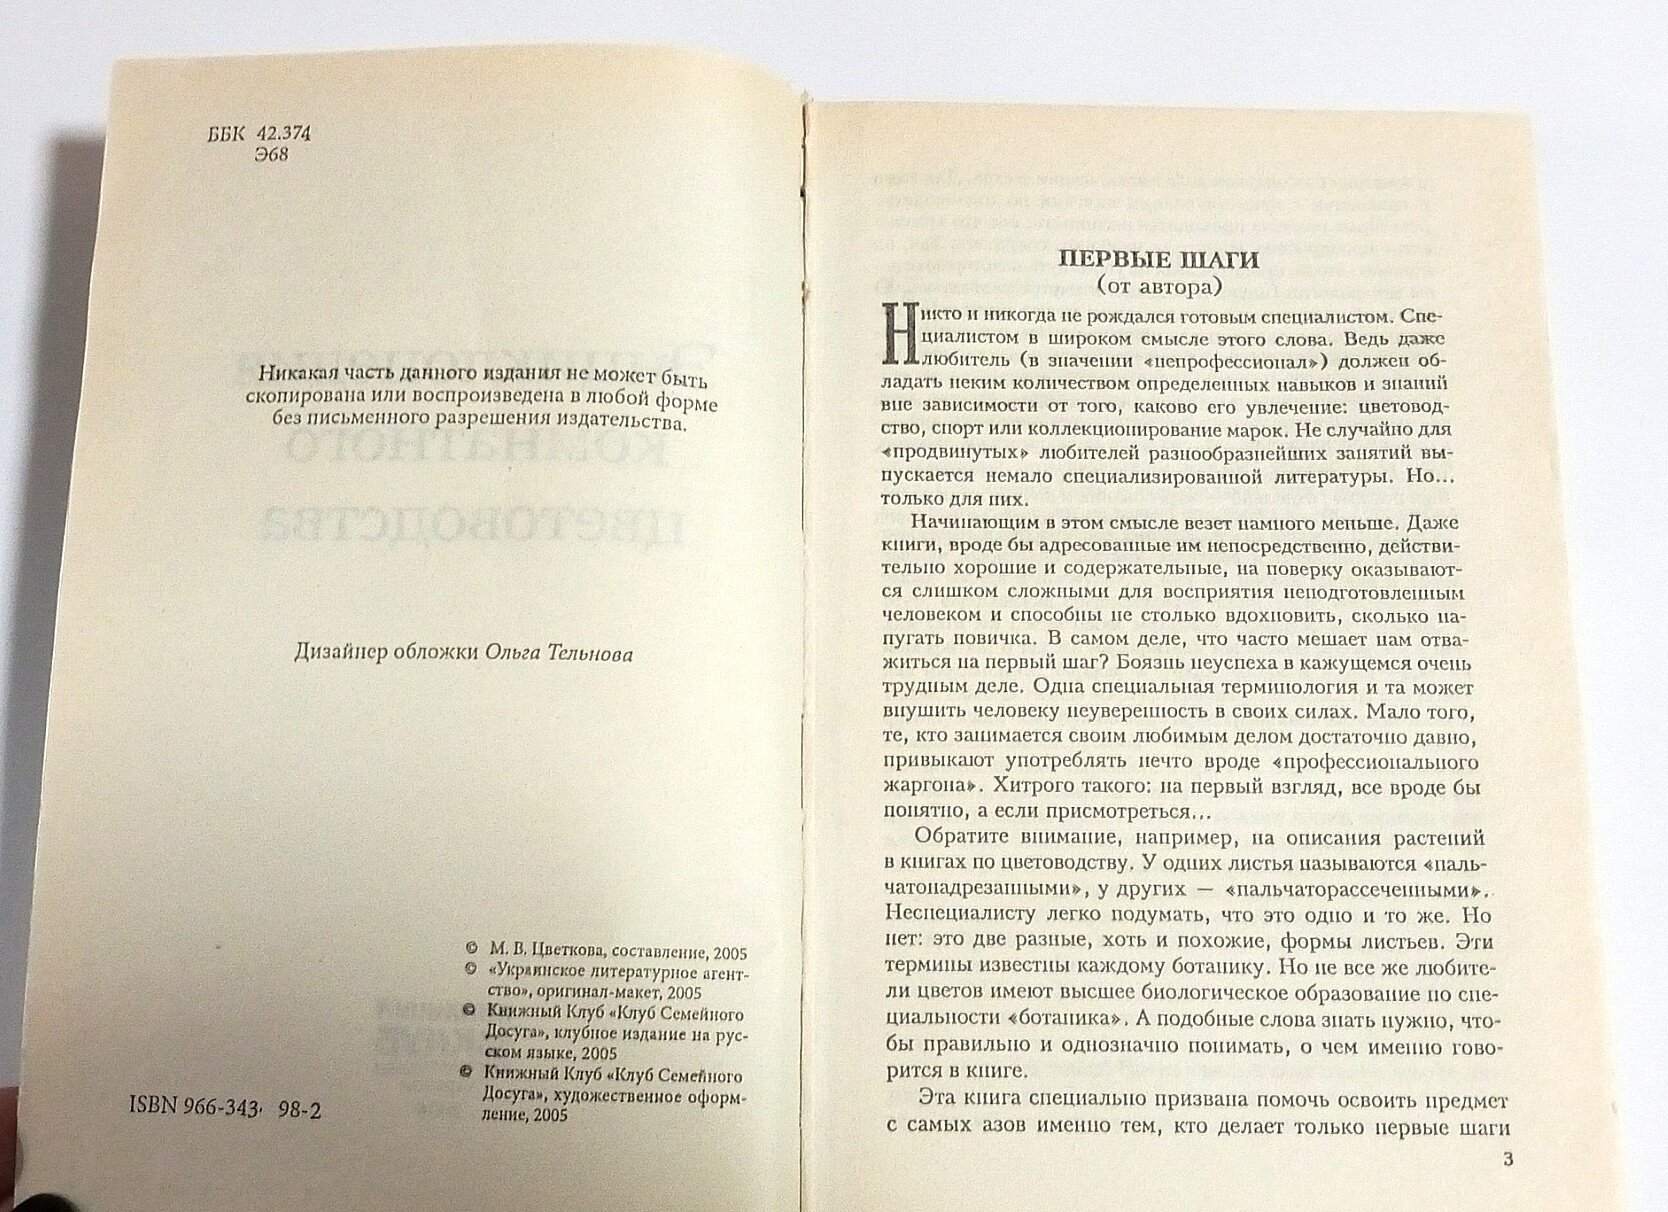 ББК 42.374
Э68
Никакая часть данного издания не может быть
скопирована или воспроизведена в любой форме
без письменного разрешения издательства.
Дизайнер обложки Ольга Тельнова
© М. В. Цветкова, составление, 2005
© «Украинское литературное агент-
ство», оригинал-макет, 2005
© Книжный Клуб «Клуб Семейного
Досуга», клубное издание на рус-
ском языке, 2005
© Книжный Клуб «Клуб Семейного
Досуга», художественное оформ-
ление, 2005
ISBN 966-343- 98-2
ПЕРВЫЕ ШАГИ
(от автора)
Никто и никогда не рождался готовым специалистом. Спе-
циалистом в широком смысле этого слова. Ведь даже
любитель (в значении «непрофессионал») должен об-
ладать неким количеством определенных навыков и знаний
вне зависимости от того, каково его увлечение: цветовод-
ство, спорт или коллекционирование марок. Не случайно для
«продвинутых» любителей разнообразнейших занятий вы-
пускается немало специализированной литературы. Но...
только для них.
Начинающим в этом смысле везет намного меньше. Даже
книги, вроде бы адресованные им непосредственно, действи-
тельно хорошие и содержательные, на поверку оказывают-
ся слишком сложными для восприятия неподготовленным
человеком и способны не столько вдохновить, сколько на-
пугать новичка. В самом деле, что часто мешает нам отва-
житься на первый шаг? Боязнь неуспеха в кажущемся очень
трудным деле. Одна специальная терминология и та может
внушить человеку неуверенность в своих силах. Мало того,
те, кто занимается своим любимым делом достаточно давно,
привыкают употреблять нечто вроде «профессионального
жаргона». Хитрого такого: на первый взгляд, все вроде бы
понятно, а если присмотреться...
Обратите внимание, например, на описания растений
в книгах по цветоводству. У одних листья называются «паль-
чатонадрезанными», у других — «пальчаторассеченными».
Неспециалисту легко подумать, что это одно и то же. Но
нет: это две разные, хоть и похожие, формы листьев. Эти
термины известны каждому ботанику. Но не все же любите-
ли цветов имеют высшее биологическое образование по спе-
циальности «ботаника». А подобные слова знать нужно, что-
бы правильно и однозначно понимать, о чем именно гово-
рится в книге.
Эта книга специально призвана помочь освоить предмет
с самых азов именно тем, кто делает только первые шаги
3